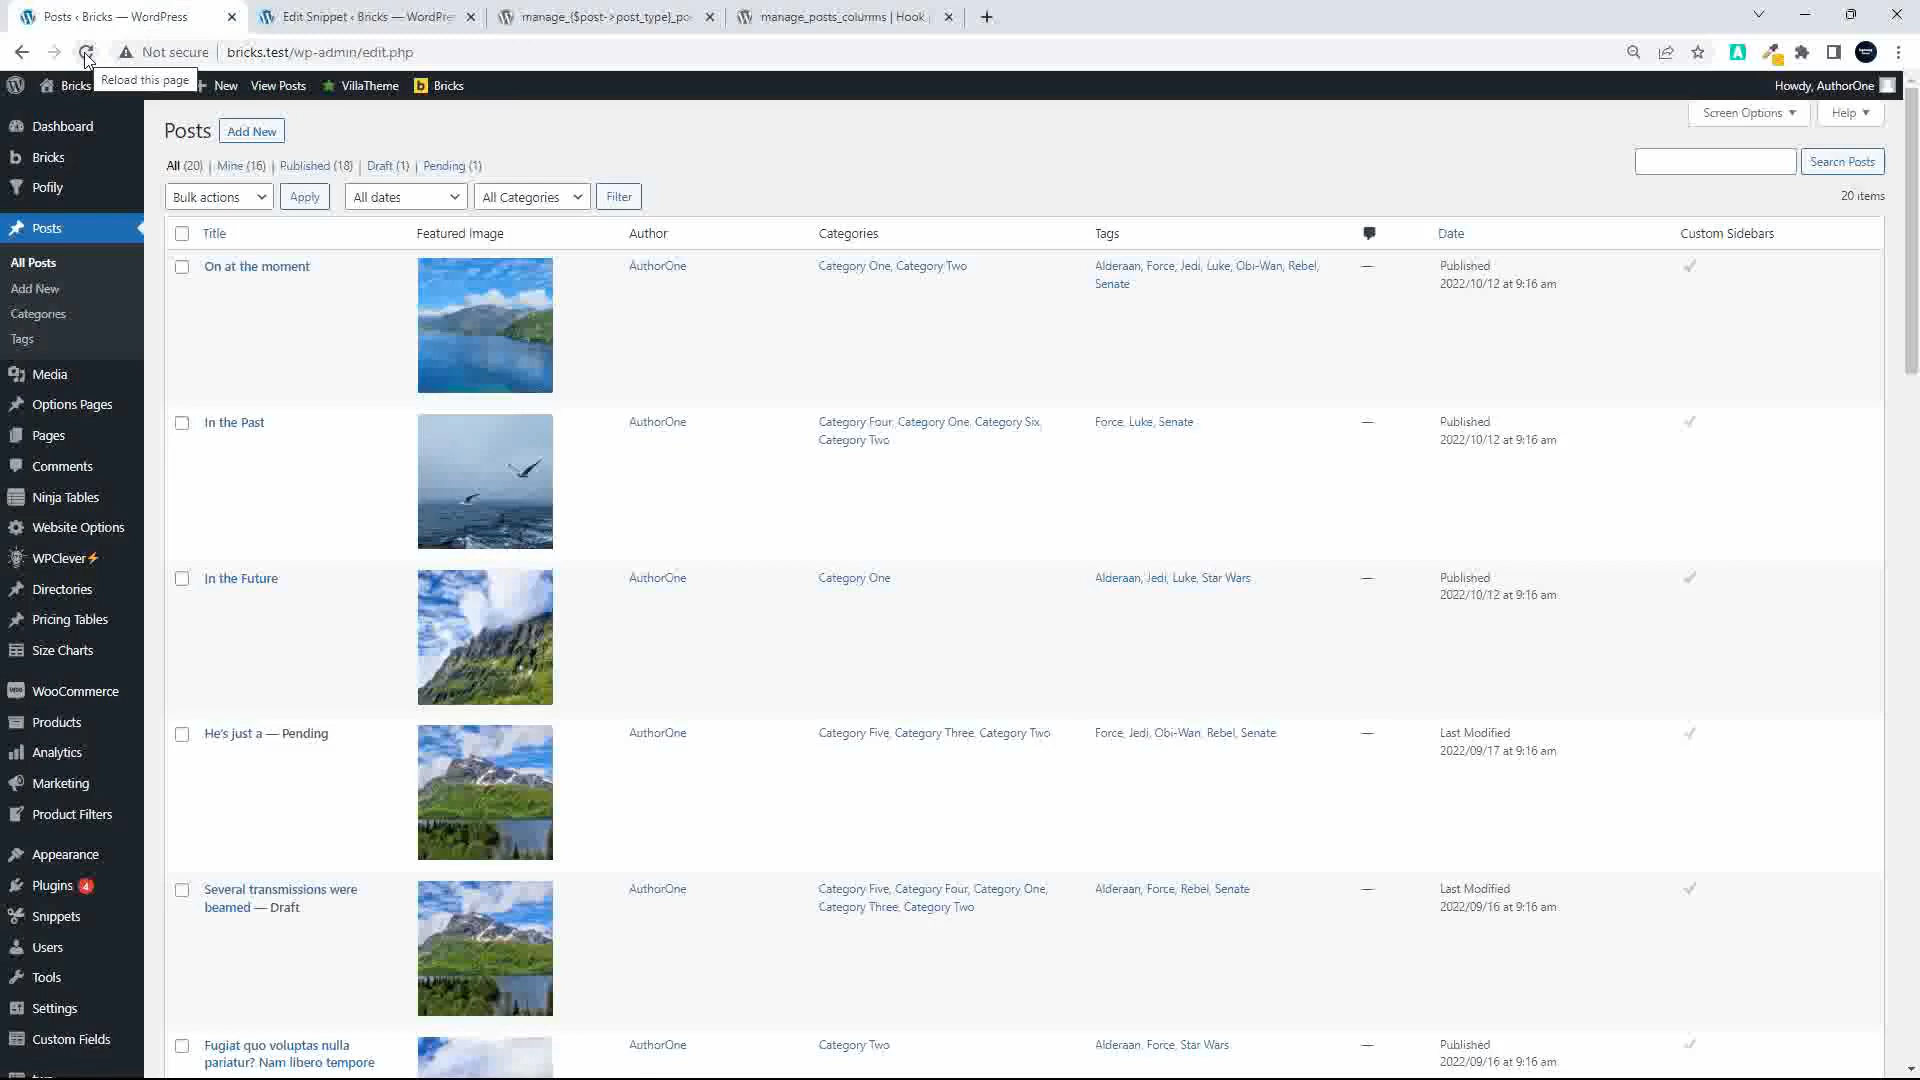 Posts ‹ Bricks — WordPress
Edit Snippet ‹ Bricks — WordPre
manage_{$post->post_type}_po
manage_posts_columns | Hook
Not secure
bricks.test/wp-admin/edit.php
Reload this page
Bricks
New
View Posts
VillaTheme
Bricks
Howdy, AuthorOne
Dashboard
Bricks
Pofily
Posts
All Posts
Add New
Categories
Tags
Media
Options Pages
Pages
Comments
Ninja Tables
Website Options
WPClever⚡
Directories
Pricing Tables
Size Charts
WooCommerce
Products
Analytics
Marketing
Product Filters
Appearance
Plugins 4
Snippets
Users
Tools
Settings
Custom Fields
Posts Add New
Screen Options
Help
All (20) | Mine (16) | Published (18) | Draft (1) | Pending (1)
Search Posts
Bulk actions
Apply
All dates
All Categories
Filter
20 items
Title Featured Image Author Categories Tags Date Custom Sidebars
On at the moment
AuthorOne
Category One, Category Two
Alderaan, Force, Jedi, Luke, Obi-Wan, Rebel,
Senate
—
Published
2022/10/12 at 9:16 am
In the Past
AuthorOne
Category Four, Category One, Category Six,
Category Two
Force, Luke, Senate
—
Published
2022/10/12 at 9:16 am
In the Future
AuthorOne
Category One
Alderaan, Jedi, Luke, Star Wars
—
Published
2022/10/12 at 9:16 am
He's just a — Pending
AuthorOne
Category Five, Category Three, Category Two
Force, Jedi, Obi-Wan, Rebel, Senate
—
Last Modified
2022/09/17 at 9:16 am
Several transmissions were
beamed — Draft
AuthorOne
Category Five, Category Four, Category One,
Category Three, Category Two
Alderaan, Force, Rebel, Senate
—
Last Modified
2022/09/16 at 9:16 am
Fugiat quo voluptas nulla
pariatur? Nam libero tempore
AuthorOne
Category Two
Alderaan, Force, Star Wars
—
Published
2022/09/16 at 9:16 am